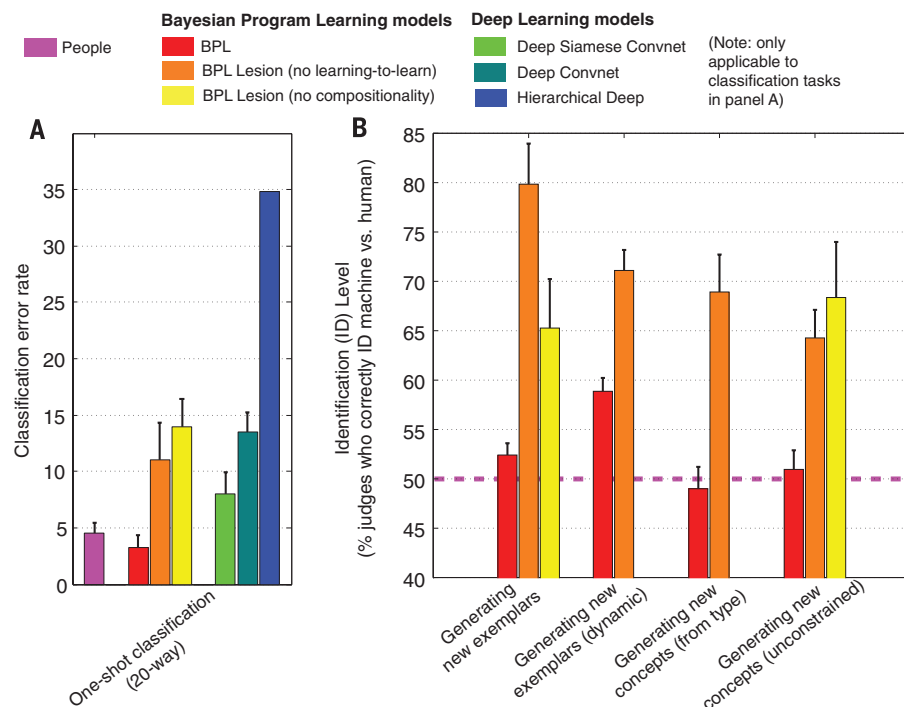 Bayesian Program Learning models
Deep Learning models
People
BPL
BPL Lesion (no learning-to-learn)
BPL Lesion (no compositionality)
Deep Siamese Convnet
Deep Convnet
Hierarchical Deep
(Note: only
applicable to
classification tasks
in panel A)
A
Classification error rate
35
30
25
20
15
10
5
0
One-shot classification
(20-way)
B
Identification (ID) Level
(% judges who correctly ID machine vs. human)
85
80
75
70
65
60
55
50
45
40
Generating
new exemplars
Generating new
exemplars (dynamic)
Generating new
concepts (from type)
Generating new
concepts (unconstrained)